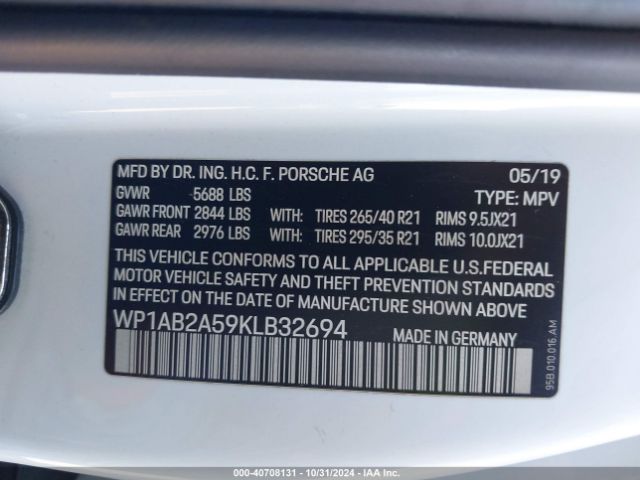 MFD BY DR. ING. H.C. F. PORSCHE AG 05/19
GVWR 5688 LBS TYPE: MPV
GAWR FRONT 2844 LBS WITH: TIRES 265/40 R21 RIMS 9.5JX21
GAWR REAR 2976 LBS WITH: TIRES 295/35 R21 RIMS 10.0JX21
THIS VEHICLE CONFORMS TO ALL APPLICABLE U.S.FEDERAL
MOTOR VEHICLE SAFETY AND THEFT PREVENTION STANDARDS
IN EFFECT ON THE DATE OF MANUFACTURE SHOWN ABOVE
WP1AB2A59KLB32694 MADE IN GERMANY
95B.010.016.AM
000-40708131 - 10/31/2024 - IAAI.COM